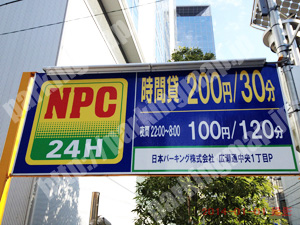 NPC
24H
時間貸 200円/30分
夜間 22:00~8:00 100円/120分
日本パーキング株式会社 広瀬通中央1丁目P